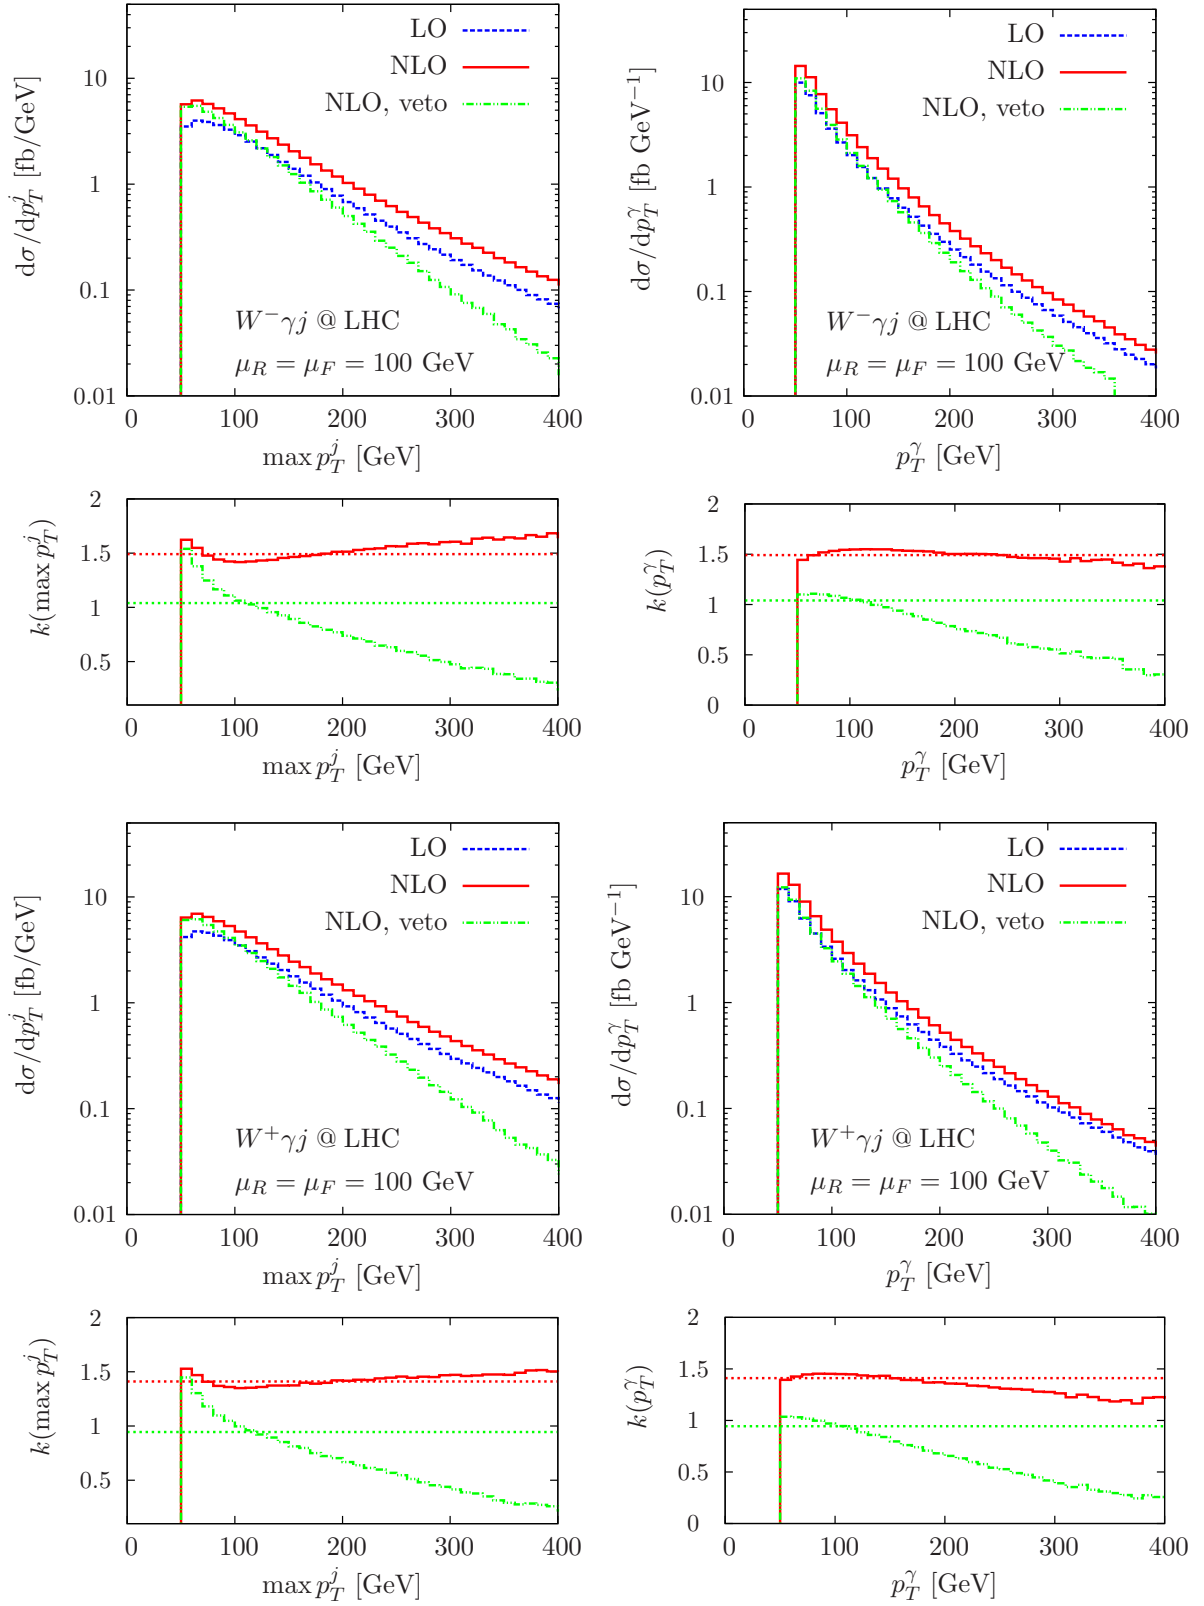 LO
NLO
NLO, veto
dσ/dp_T^j [fb/GeV]
10
1
0.1
0.01
W⁻γj @ LHC
μ_R = μ_F = 100 GeV
0 100 200 300 400
max p_T^j [GeV]
LO
NLO
NLO, veto
dσ/dp_T^γ [fb GeV⁻¹]
10
1
0.1
0.01
W⁻γj @ LHC
μ_R = μ_F = 100 GeV
0 100 200 300 400
p_T^γ [GeV]
k(max p_T^j)
2
1.5
1
0.5
0 100 200 300 400
max p_T^j [GeV]
k(p_T^γ)
2
1.5
1
0.5
0
0 100 200 300 400
p_T^γ [GeV]
LO
NLO
NLO, veto
dσ/dp_T^j [fb/GeV]
10
1
0.1
0.01
W⁺γj @ LHC
μ_R = μ_F = 100 GeV
0 100 200 300 400
max p_T^j [GeV]
LO
NLO
NLO, veto
dσ/dp_T^γ [fb GeV⁻¹]
10
1
0.1
0.01
W⁺γj @ LHC
μ_R = μ_F = 100 GeV
0 100 200 300 400
p_T^γ [GeV]
k(max p_T^j)
2
1.5
1
0.5
0 100 200 300 400
max p_T^j [GeV]
k(p_T^γ)
2
1.5
1
0.5
0
0 100 200 300 400
p_T^γ [GeV]